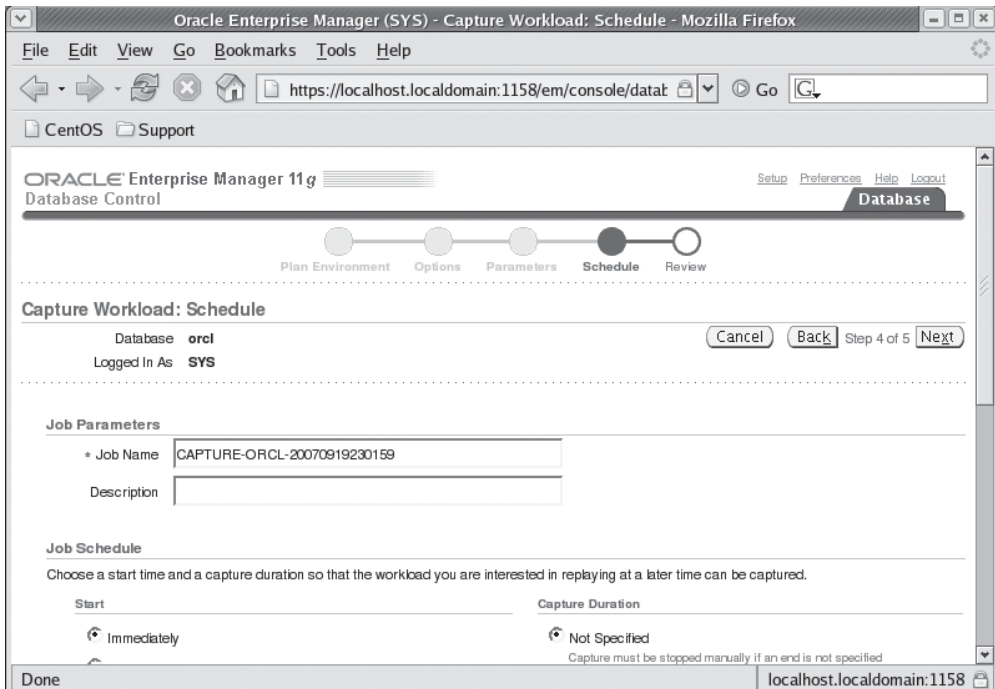 Oracle Enterprise Manager (SYS) - Capture Workload: Schedule - Mozilla Firefox
File Edit View Go Bookmarks Tools Help
https://localhost.localdomain:1158/em/console/datab Go G
CentOS Support
ORACLE Enterprise Manager 11g
Database Control
Setup Preferences Help Logout
Database
Plan Environment Options Parameters Schedule Review
Capture Workload: Schedule
Database orcl
Logged In As SYS
Cancel Back Step 4 of 5 Next
Job Parameters
* Job Name CAPTURE-ORCL-20070919230159
Description
Job Schedule
Choose a start time and a capture duration so that the workload you are interested in replaying at a later time can be captured.
Start
Immediately
Capture Duration
Not Specified
Capture must be stopped manually if an end is not specified
Done
localhost.localdomain:1158